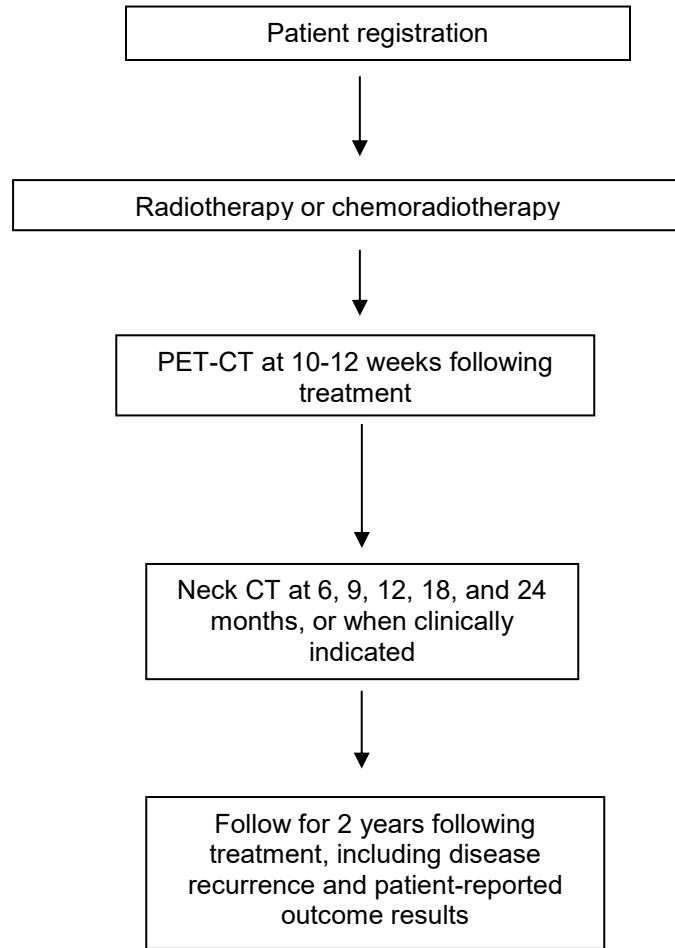 Patient registration
Radiotherapy or chemoradiotherapy
PET-CT at 10-12 weeks following
treatment
Neck CT at 6, 9, 12, 18, and 24
months, or when clinically
indicated
Follow for 2 years following
treatment, including disease
recurrence and patient-reported
outcome results